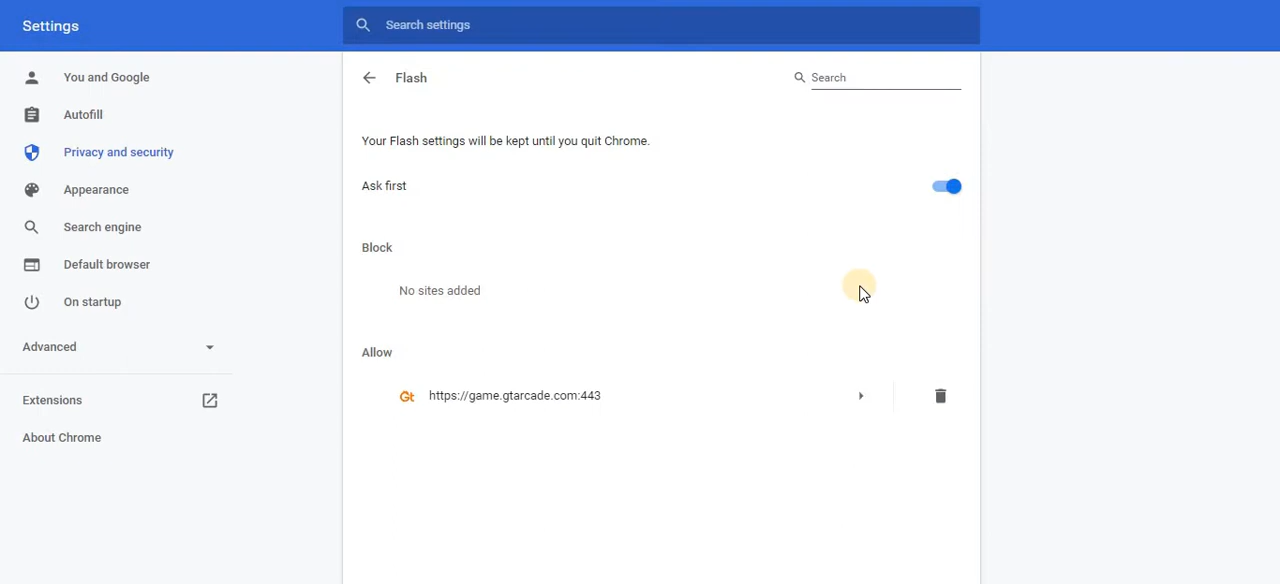 Settings
Search settings
You and Google
Autofill
Privacy and security
Appearance
Search engine
Default browser
On startup
Advanced
Extensions
About Chrome
Flash
Search
Your Flash settings will be kept until you quit Chrome.
Ask first
Block
No sites added
Allow
Gt https://game.gtarcade.com:443